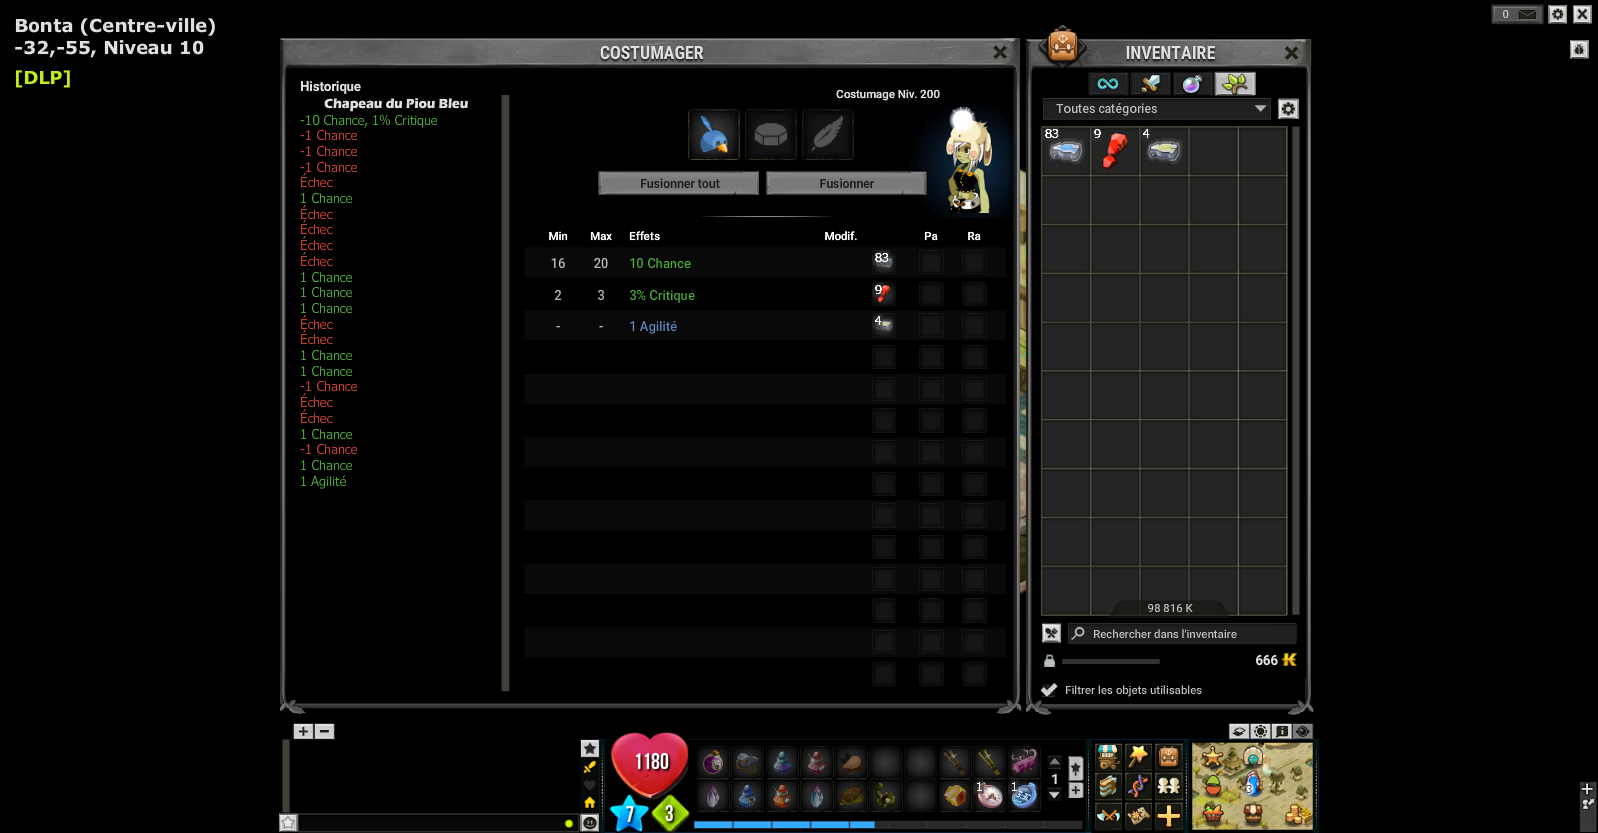 Bonta (Centre-ville)
-32,-55, Niveau 10
[DLP]
0
COSTUMAGER
Historique
Chapeau du Piou Bleu
-10 Chance, 1% Critique
-1 Chance
-1 Chance
-1 Chance
Échec
1 Chance
Échec
Échec
Échec
Échec
1 Chance
1 Chance
1 Chance
Échec
Échec
1 Chance
1 Chance
-1 Chance
Échec
Échec
1 Chance
-1 Chance
1 Chance
1 Agilité
Costumage Niv. 200
Fusionner tout
Fusionner
Min Max Effets Modif. Pa Ra
16 20 10 Chance 83
2 3 3% Critique 9
- - 1 Agilité 4
INVENTAIRE
Toutes catégories
83 9 4
98 816 K
Rechercher dans l'inventaire
666 K
Filtrer les objets utilisables
1180
7
3
1
1
1
SHOP
3